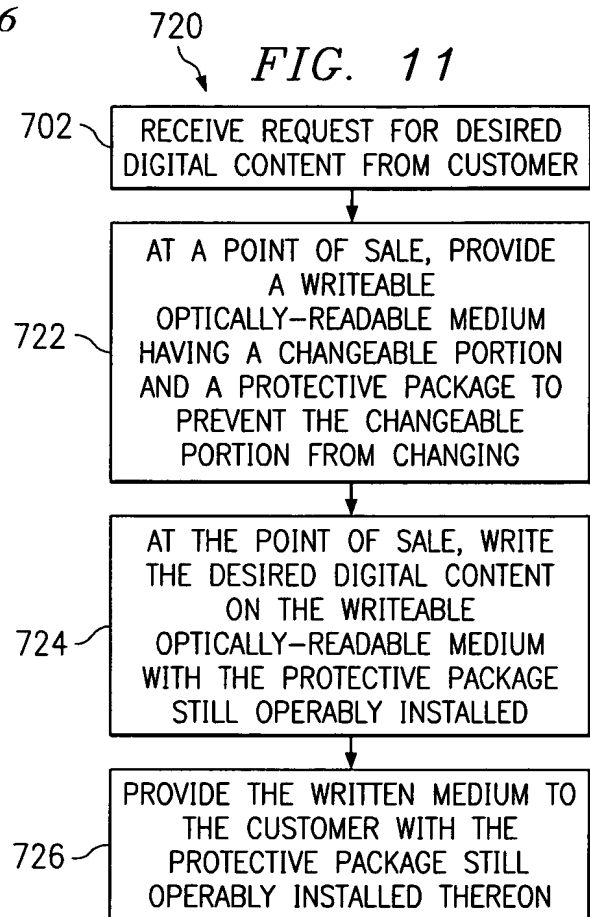 6
720
FIG. 11
702
RECEIVE REQUEST FOR DESIRED
DIGITAL CONTENT FROM CUSTOMER
722
AT A POINT OF SALE, PROVIDE
A WRITEABLE
OPTICALLY-READABLE MEDIUM
HAVING A CHANGEABLE PORTION
AND A PROTECTIVE PACKAGE TO
PREVENT THE CHANGEABLE
PORTION FROM CHANGING
724
AT THE POINT OF SALE, WRITE
THE DESIRED DIGITAL CONTENT
ON THE WRITEABLE
OPTICALLY-READABLE MEDIUM
WITH THE PROTECTIVE PACKAGE
STILL OPERABLY INSTALLED
726
PROVIDE THE WRITTEN MEDIUM TO
THE CUSTOMER WITH THE
PROTECTIVE PACKAGE STILL
OPERABLY INSTALLED THEREON